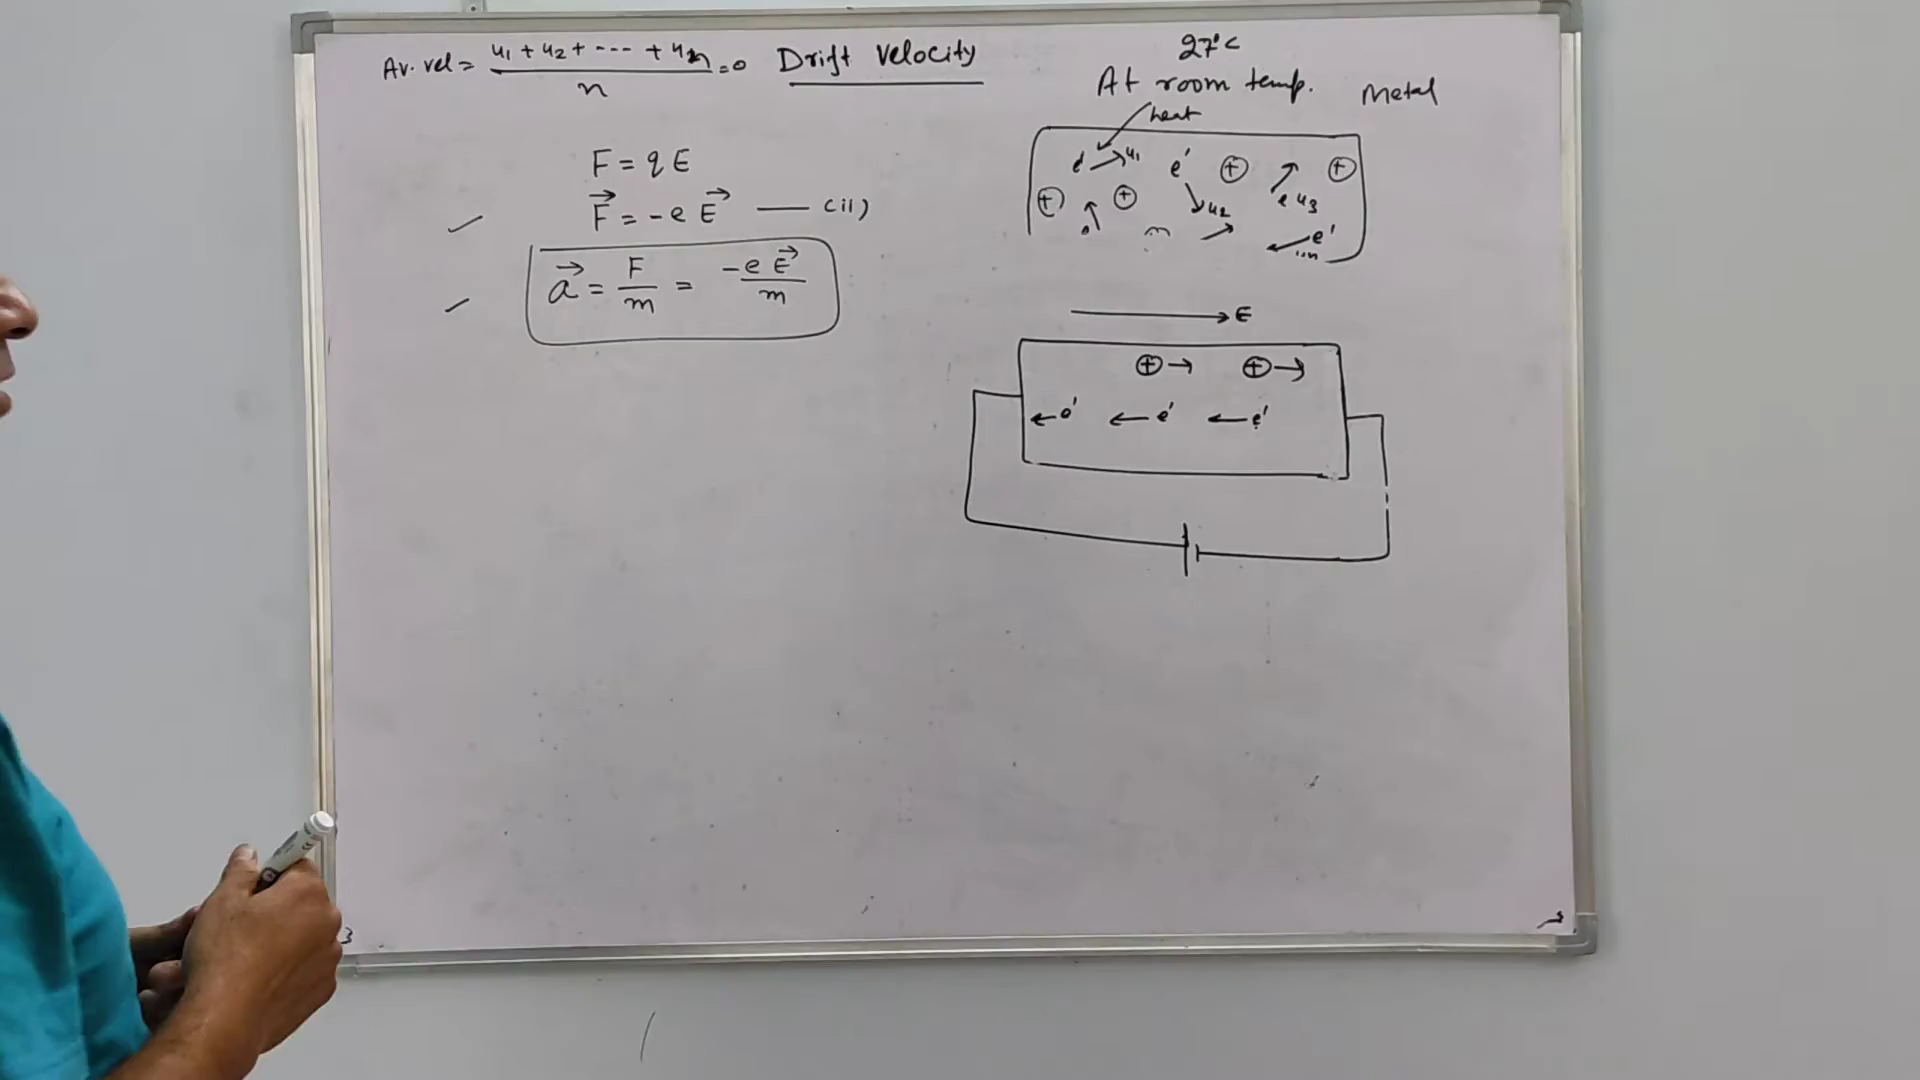 Av. vel = u1 + u2 + --- + un / n = 0
Drift Velocity
27°C
At room temp.
Metal
heat
F = qE
F⃗ = -e E⃗ —— (ii)
a⃗ = F/m = -e E⃗/m
u1 e' ⊕ ⊕
⊕ ⊕ u2 e u3
e'
E
⊕→ ⊕→
←e' ←e' ←e'